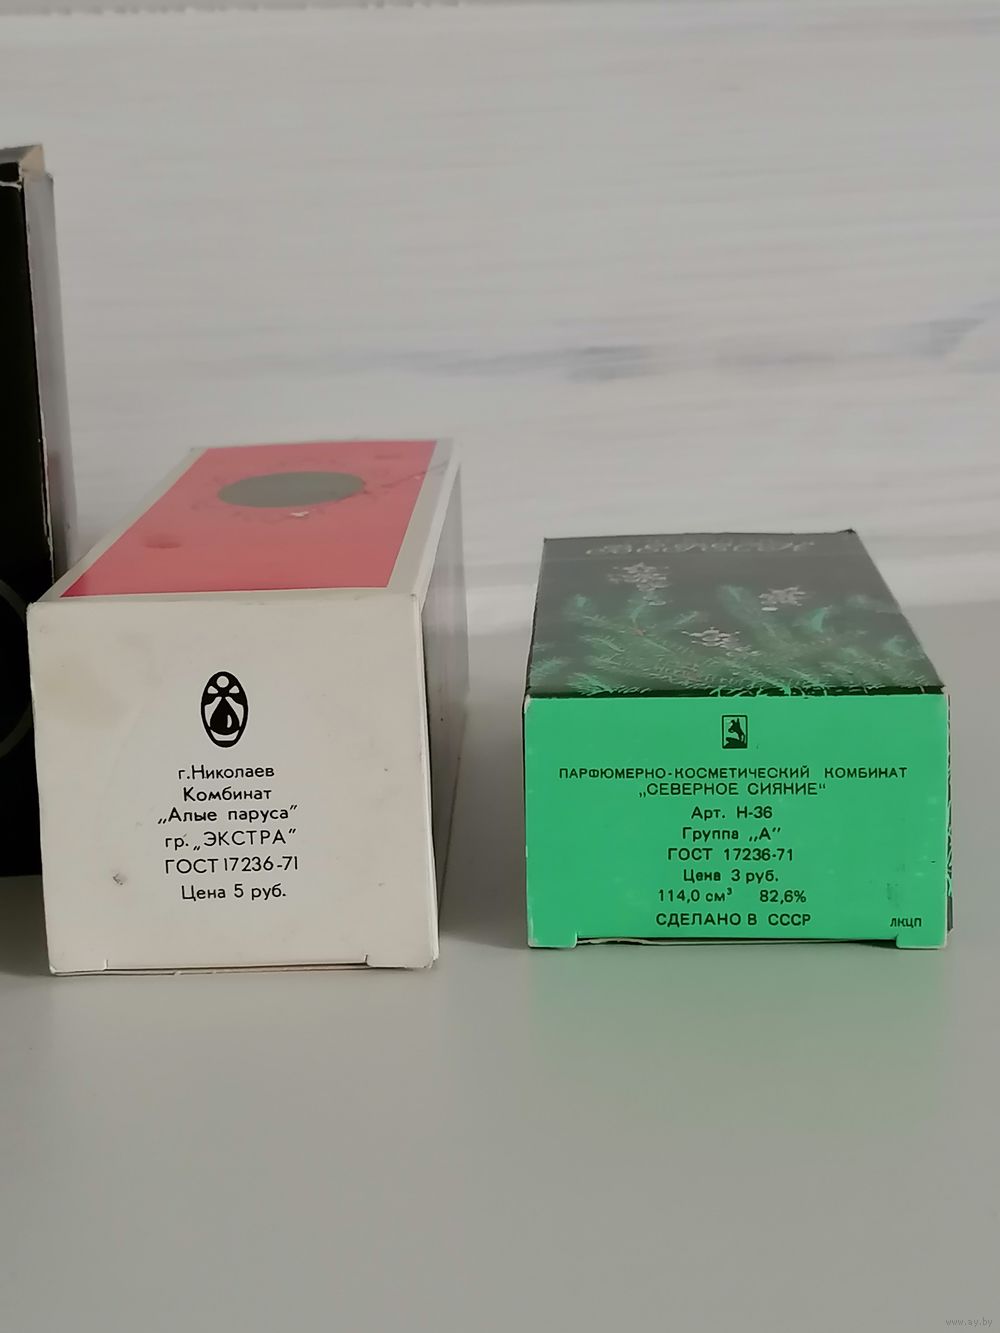 г.Николаев
Комбинат
„Алые паруса”
гр. „ЭКСТРА”
ГОСТ 17236-71
Цена 5 руб.
ПАРФЮМЕРНО-КОСМЕТИЧЕСКИЙ КОМБИНАТ
„СЕВЕРНОЕ СИЯНИЕ“
Арт. Н-36
Группа „А”
ГОСТ 17236-71
Цена 3 руб.
114,0 см³ 82,6%
СДЕЛАНО В СССР
ЛКЦП
www.ay.by